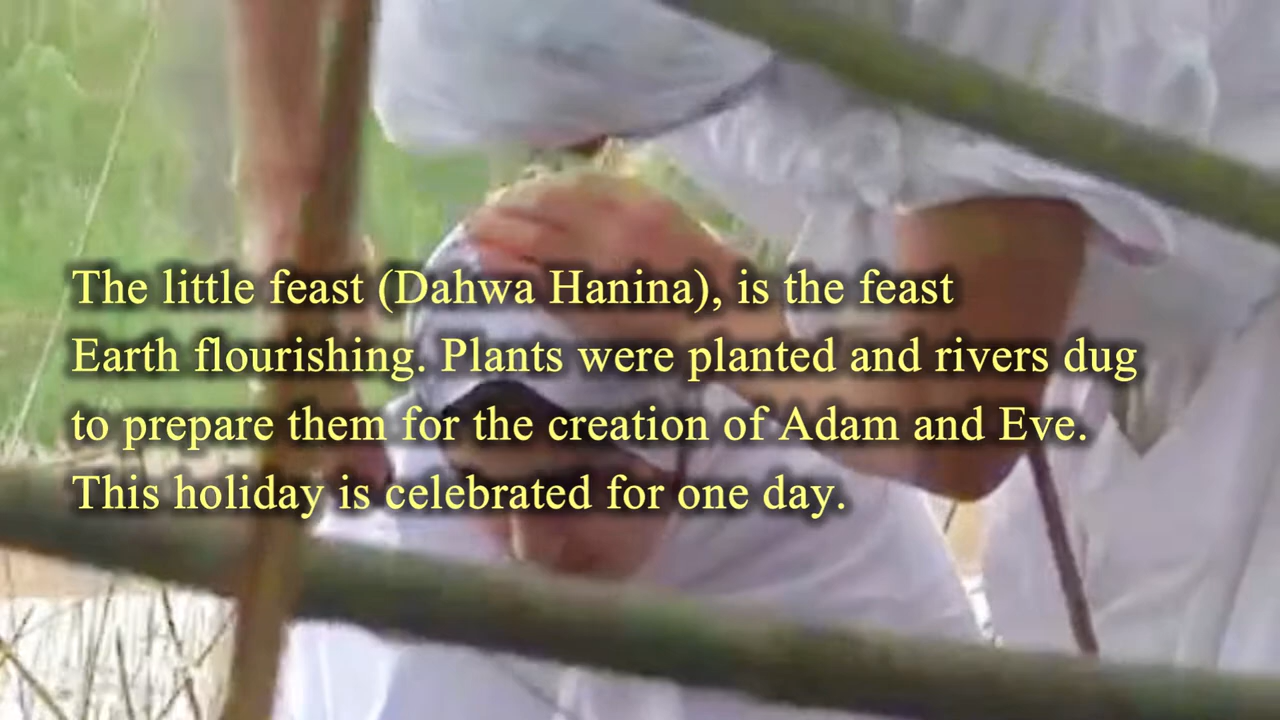 The little feast (Dahwa Hanina), is the feast
Earth flourishing. Plants were planted and rivers dug
to prepare them for the creation of Adam and Eve.
This holiday is celebrated for one day.